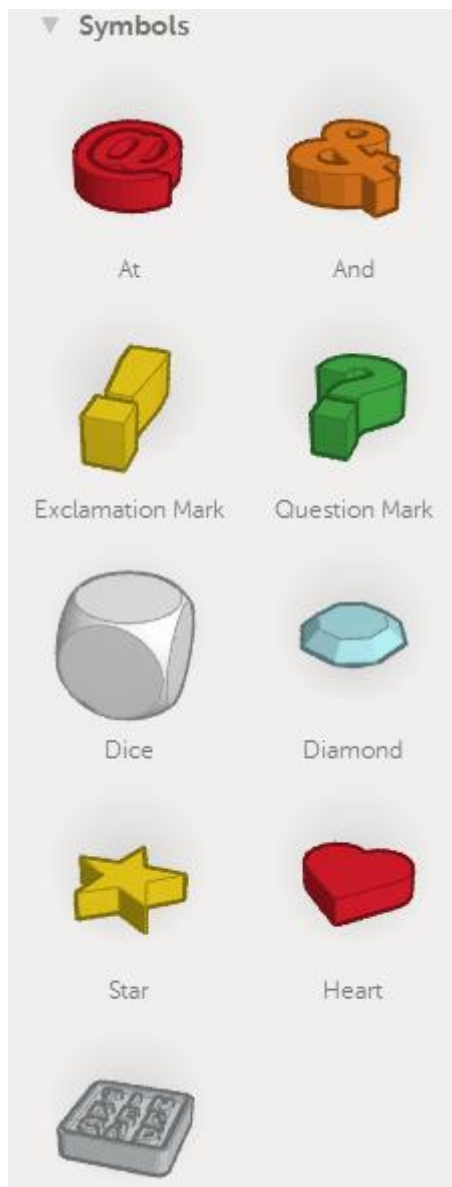 Symbols
@ &
At And
! ?
Exclamation Mark Question Mark
Dice Diamond
Star Heart